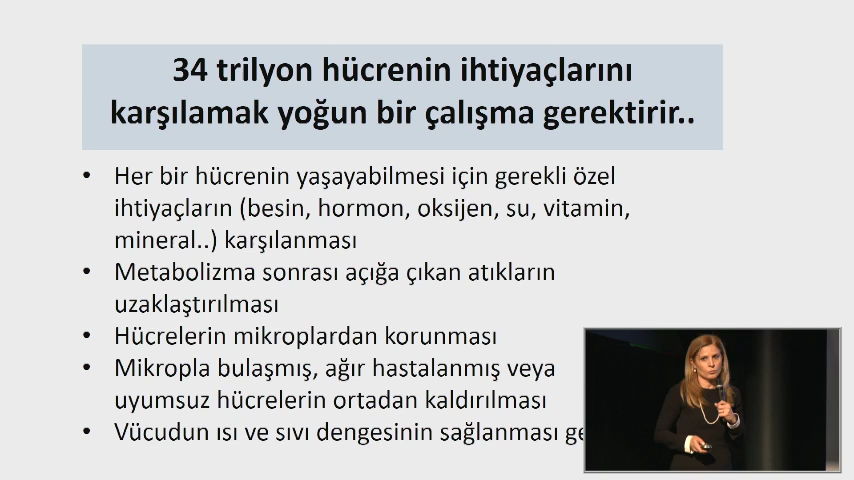 34 trilyon hücrenin ihtiyaçlarını
karşılamak yoğun bir çalışma gerektirir..
• Her bir hücrenin yaşayabilmesi için gerekli özel
ihtiyaçların (besin, hormon, oksijen, su, vitamin,
mineral..) karşılanması
• Metabolizma sonrası açığa çıkan atıkların
uzaklaştırılması
• Hücrelerin mikroplardan korunması
• Mikropla bulaşmış, ağır hastalanmış veya
uyumsuz hücrelerin ortadan kaldırılması
• Vücudun ısı ve sıvı dengesinin sağlanması